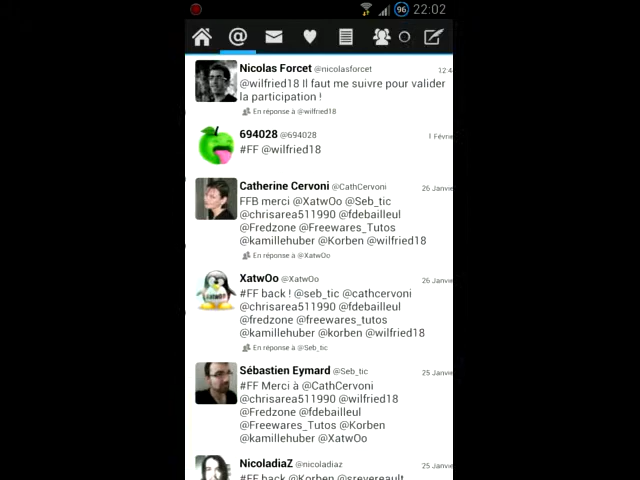 96 22:02
Nicolas Forcet @nicolasforcet 12:4
@wilfried18 Il faut me suivre pour valider
la participation !
En réponse à @wilfried18
694028 @694028 1 Févrie
#FF @wilfried18
Catherine Cervoni @CathCervoni 26 Janvie
FFB merci @XatwOo @Seb_tic
@chrisarea511990 @fdebailleul
@Fredzone @Freewares_Tutos
@kamillehuber @Korben @wilfried18
En réponse à @XatwOo
XatwOo @XatwOo 26 Janvie
#FF back ! @seb_tic @cathcervoni
@chrisarea511990 @fdebailleul
@fredzone @freewares_tutos
@kamillehuber @korben @wilfried18
En réponse à @Seb_tic
Sébastien Eymard @Seb_tic 25 Janvie
#FF Merci à @CathCervoni
@chrisarea511990 @wilfried18
@Fredzone @fdebailleul
@Freewares_Tutos @Korben
@kamillehuber @XatwOo
NicoladiaZ @nicoladiaz 25 Janvie
#FF back @Korben @srevereault